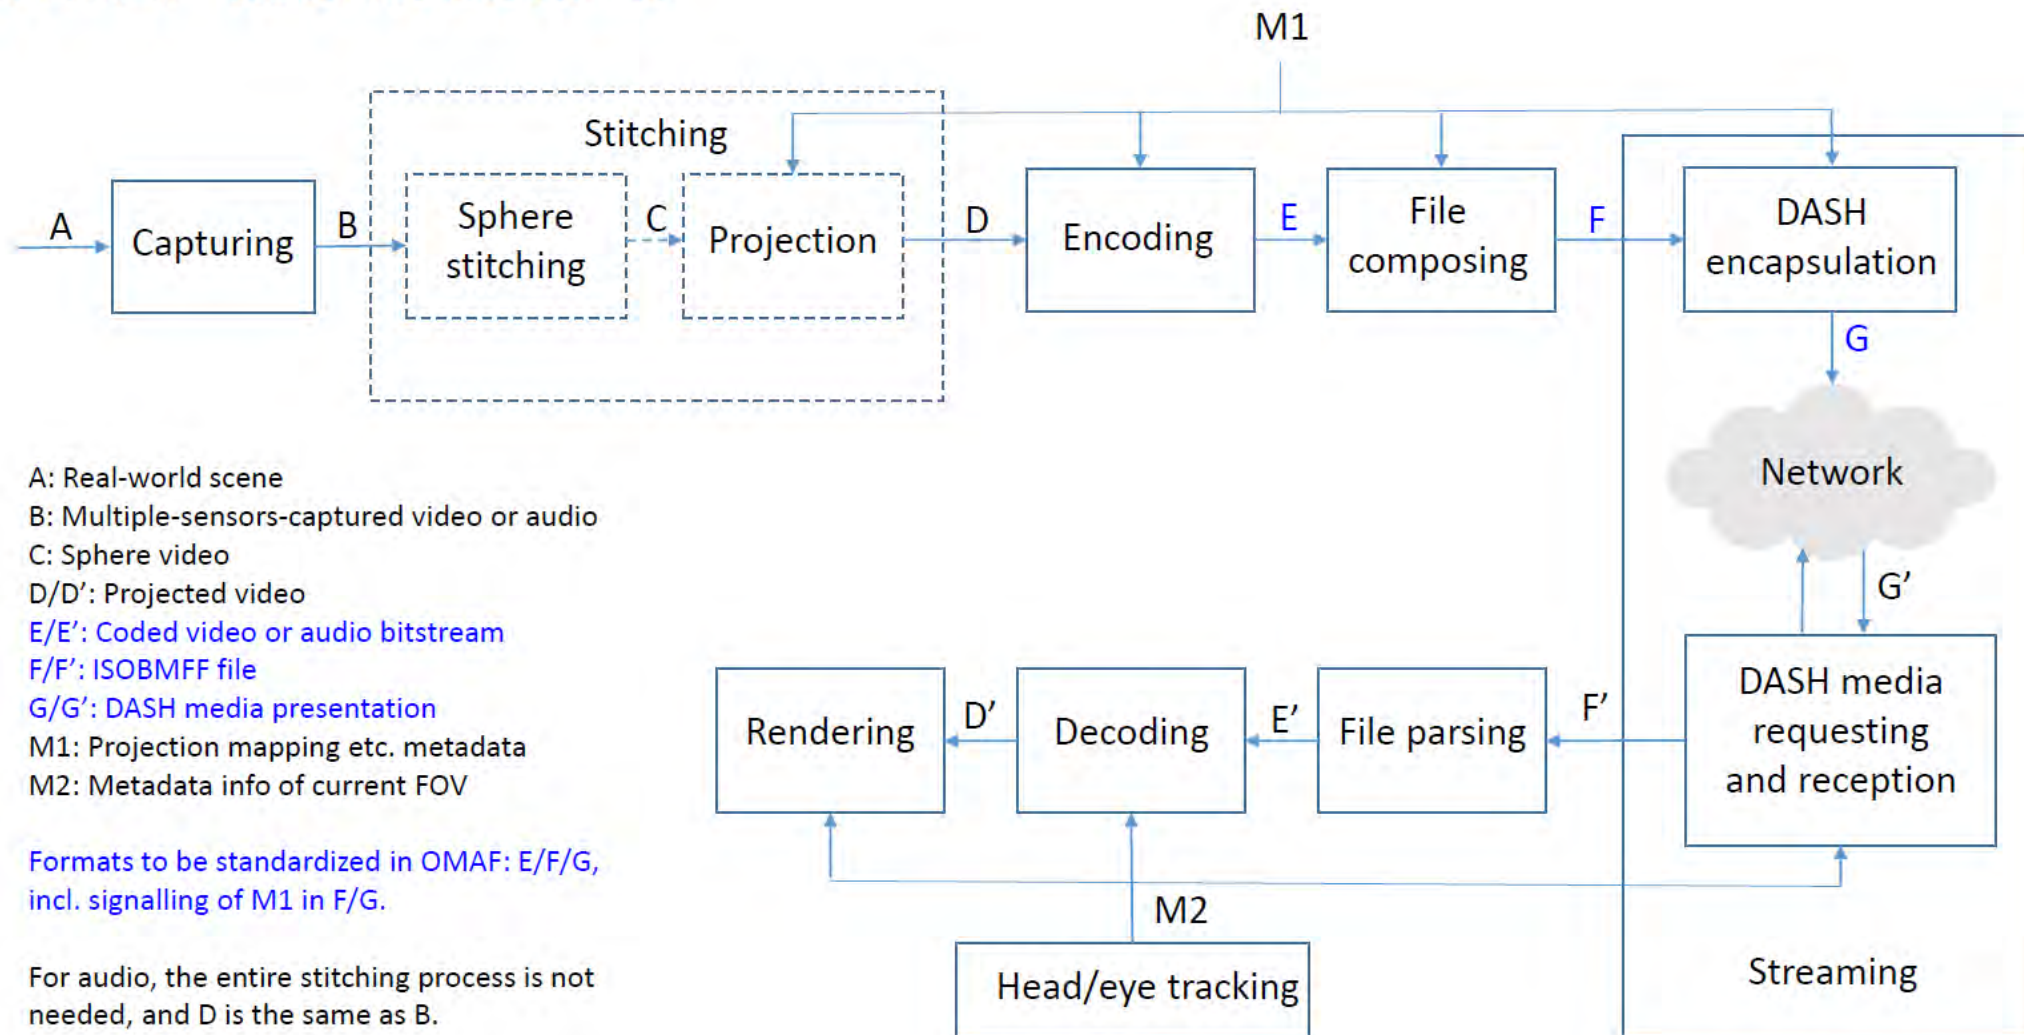 M1
Stitching
A
Capturing
B
Sphere
stitching
C
Projection
D
Encoding
E
File
composing
F
DASH
encapsulation
G
Network
G’
A: Real-world scene
B: Multiple-sensors-captured video or audio
C: Sphere video
D/D’: Projected video
E/E’: Coded video or audio bitstream
F/F’: ISOBMFF file
G/G’: DASH media presentation
M1: Projection mapping etc. metadata
M2: Metadata info of current FOV
Formats to be standardized in OMAF: E/F/G,
incl. signalling of M1 in F/G.
For audio, the entire stitching process is not
needed, and D is the same as B.
Rendering
D’
Decoding
E’
File parsing
F’
DASH media
requesting
and reception
M2
Head/eye tracking
Streaming